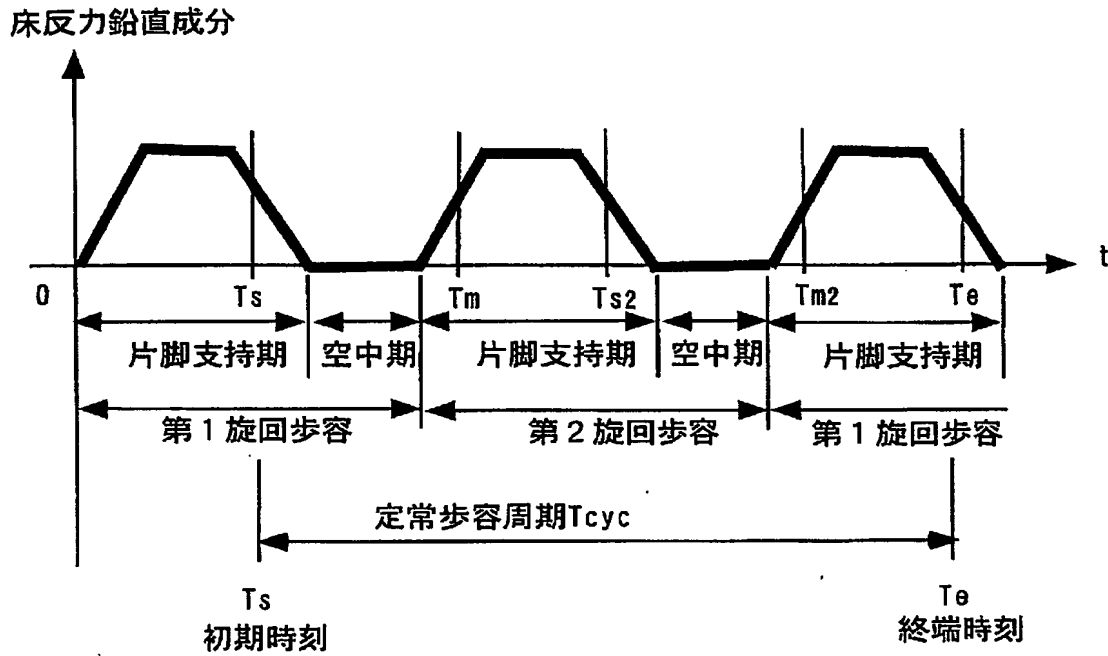 床反力鉛直成分
t
0 Ts Tm Ts2 Tm2 Te
片脚支持期 空中期 片脚支持期 空中期 片脚支持期
第1旋回歩容 第2旋回歩容 第1旋回歩容
定常歩容周期Tcyc
Ts Te
初期時刻 終端時刻